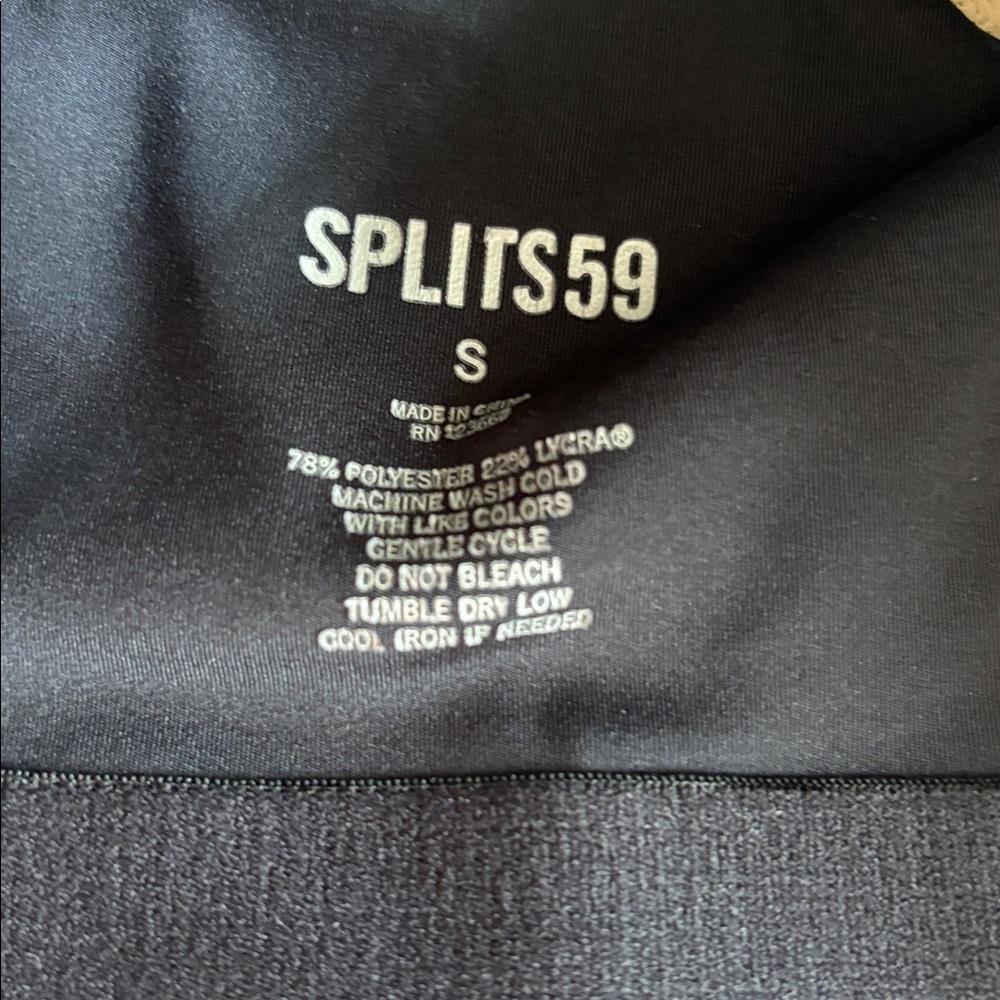 SPLITS59
S
MADE IN CHINA
RN
78% POLYESTER 22% LYCRA®
MACHINE WASH COLD
WITH LIKE COLORS
GENTLE CYCLE
DO NOT BLEACH
TUMBLE DRY LOW
COOL IRON IF NEEDED